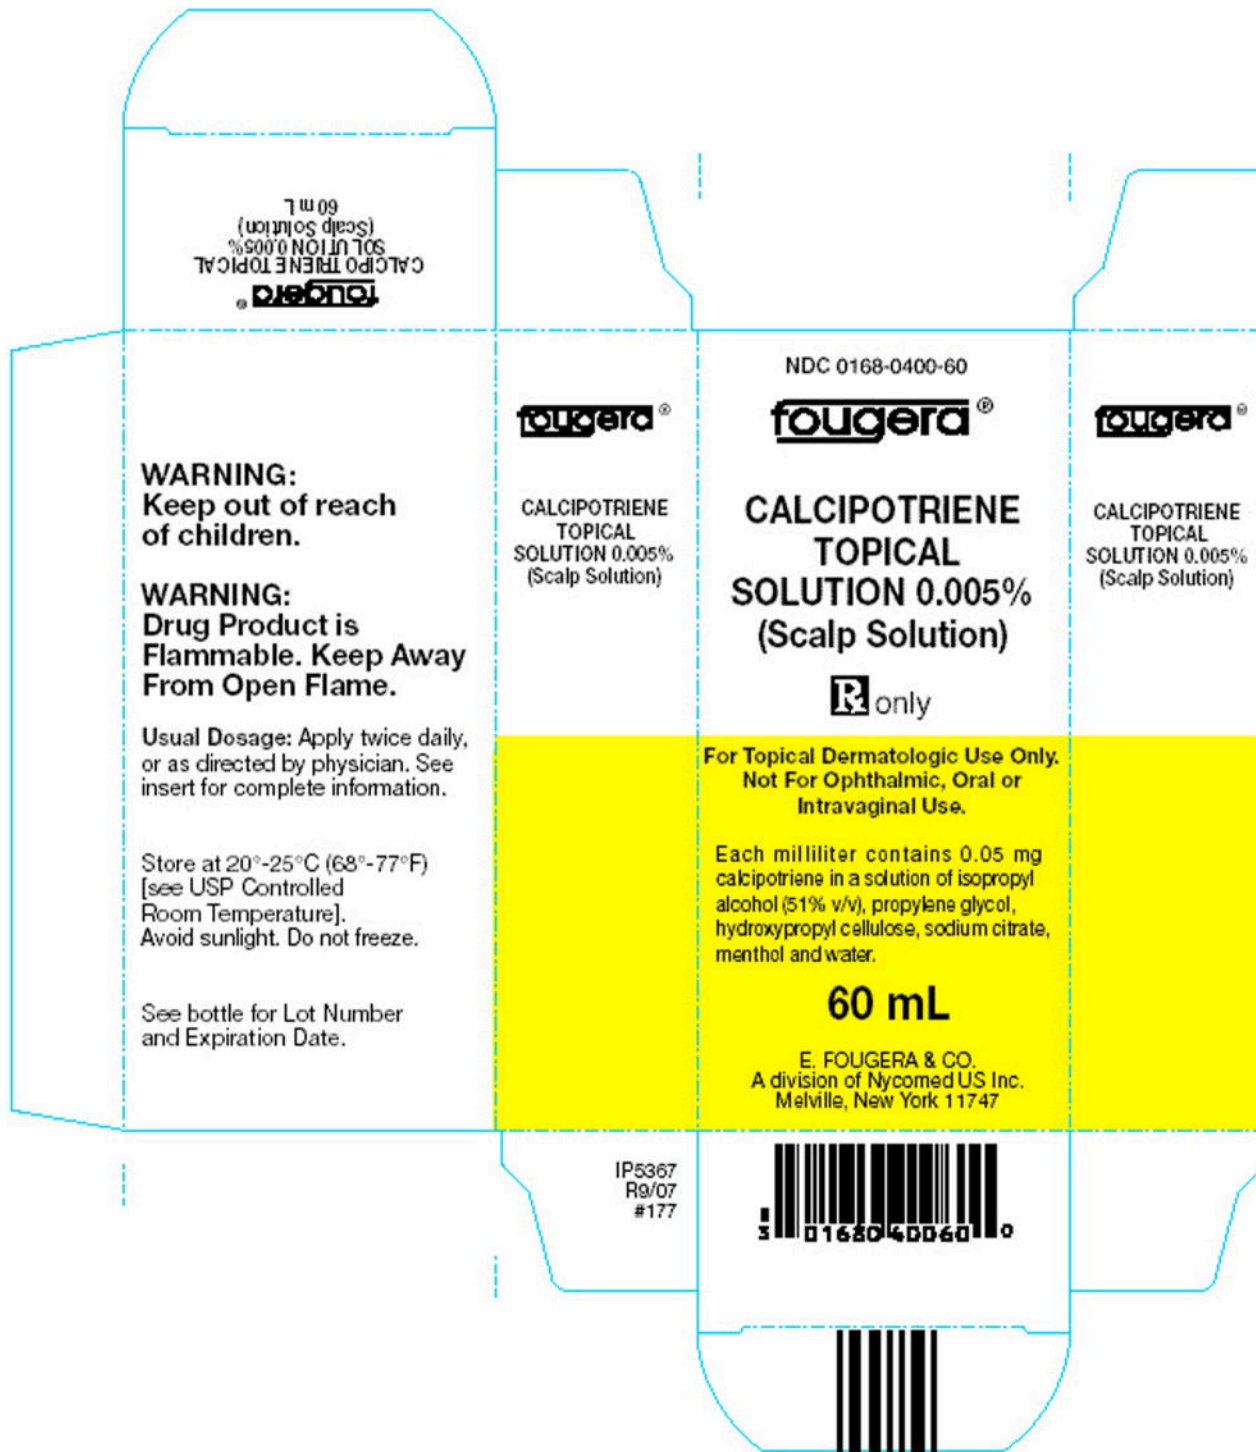 60 mL
(Scalp Solution)
SOLUTION 0.005%
CALCIPOTRIENE TOPICAL
fougera®
WARNING:
Keep out of reach
of children.
WARNING:
Drug Product is
Flammable. Keep Away
From Open Flame.
Usual Dosage: Apply twice daily,
or as directed by physician. See
insert for complete information.
Store at 20°-25°C (68°-77°F)
[see USP Controlled
Room Temperature].
Avoid sunlight. Do not freeze.
See bottle for Lot Number
and Expiration Date.
fougera®
CALCIPOTRIENE
TOPICAL
SOLUTION 0.005%
(Scalp Solution)
IP5367
R9/07
#177
NDC 0168-0400-60
fougera®
CALCIPOTRIENE
TOPICAL
SOLUTION 0.005%
(Scalp Solution)
Rx only
For Topical Dermatologic Use Only.
Not For Ophthalmic, Oral or
Intravaginal Use.
Each milliliter contains 0.05 mg
calcipotriene in a solution of isopropyl
alcohol (51% v/v), propylene glycol,
hydroxypropyl cellulose, sodium citrate,
menthol and water.
60 mL
E. FOUGERA & CO.
A division of Nycomed US Inc.
Melville, New York 11747
3 0168040060 0
fougera®
CALCIPOTRIENE
TOPICAL
SOLUTION 0.005%
(Scalp Solution)